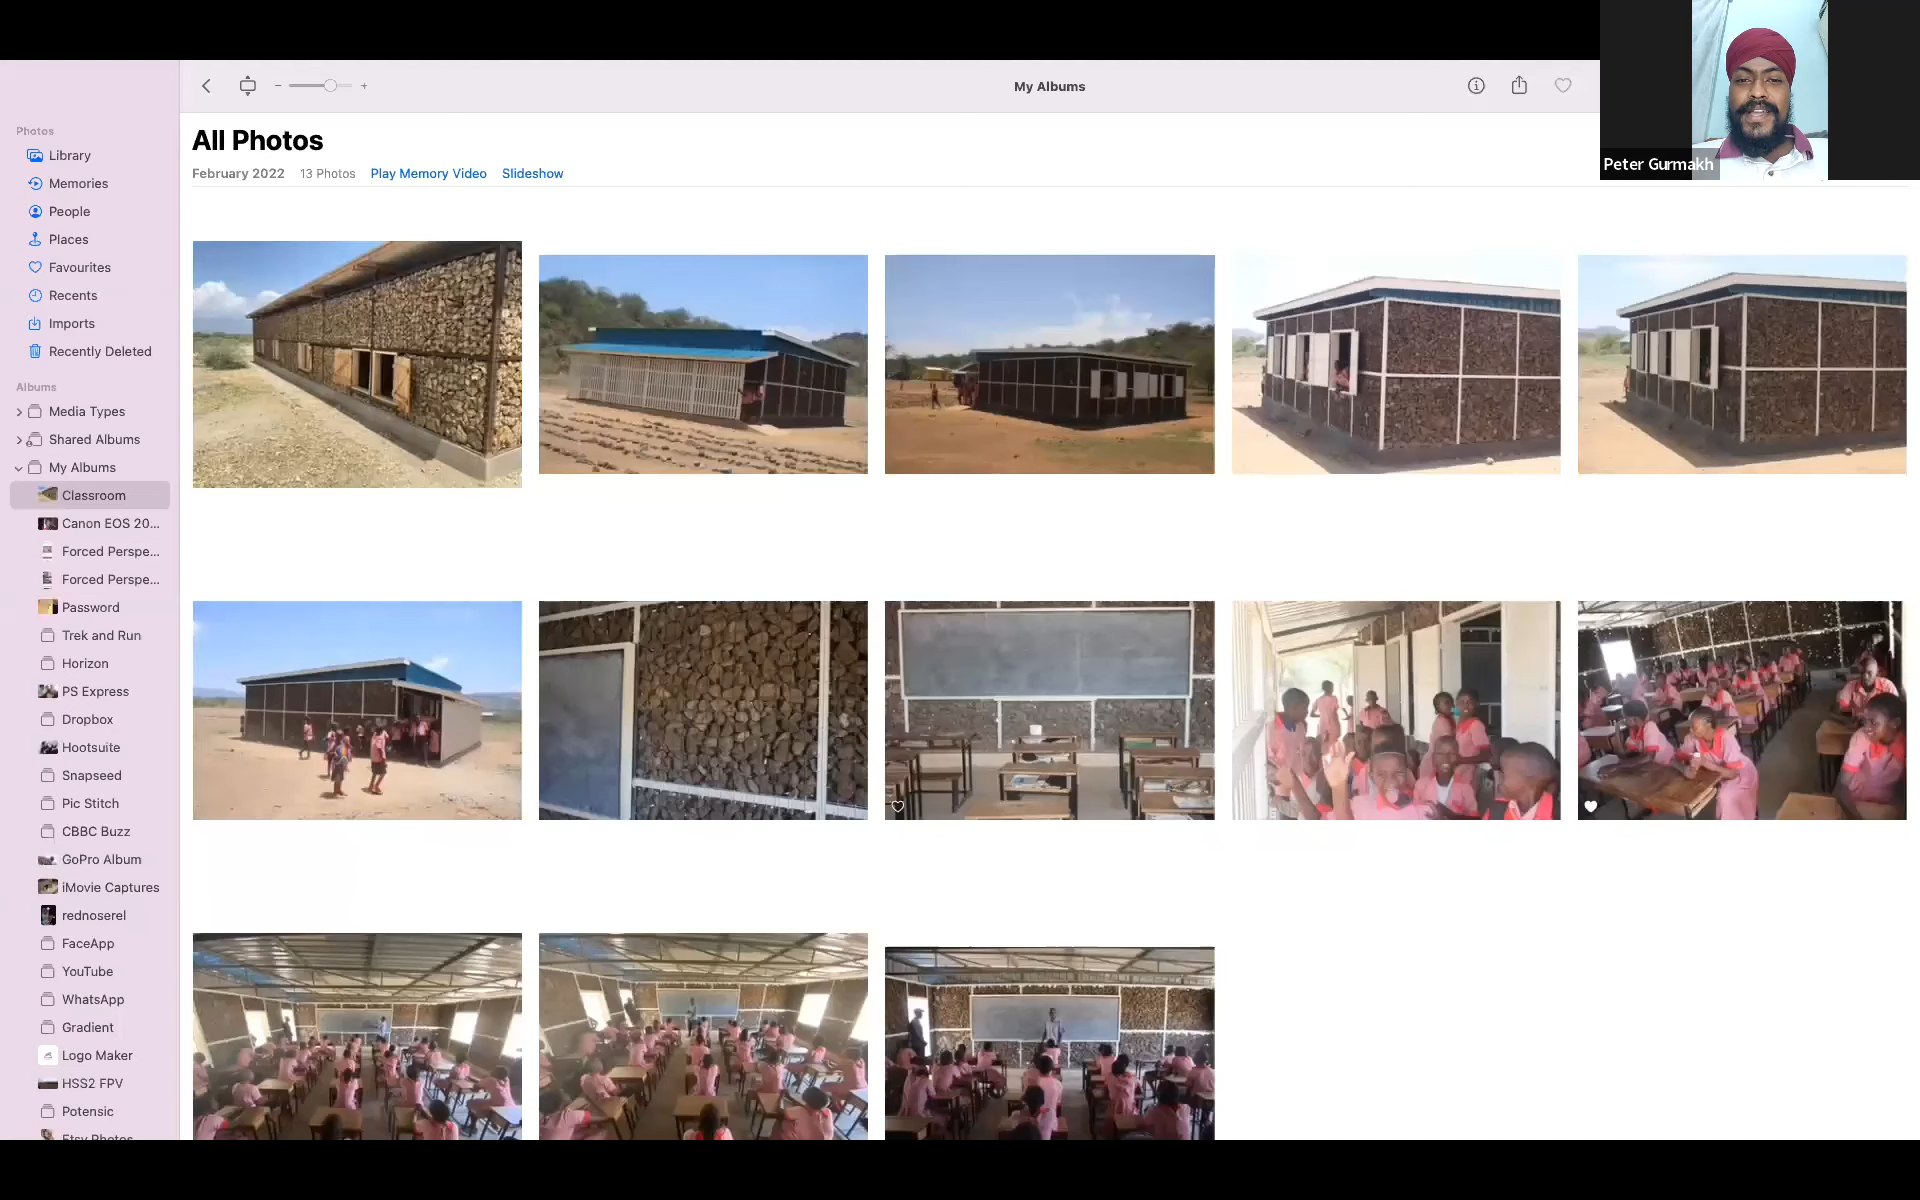 My Albums
Peter Gurmakh
All Photos
February 2022 13 Photos Play Memory Video Slideshow
Photos
Library
Memories
People
Places
Favourites
Recents
Imports
Recently Deleted
Albums
Media Types
Shared Albums
My Albums
Classroom
Canon EOS 20...
Forced Perspe...
Forced Perspe...
Password
Trek and Run
Horizon
PS Express
Dropbox
Hootsuite
Snapseed
Pic Stitch
CBBC Buzz
GoPro Album
iMovie Captures
rednoserel
FaceApp
YouTube
WhatsApp
Gradient
Logo Maker
HSS2 FPV
Potensic
Etsy Photos